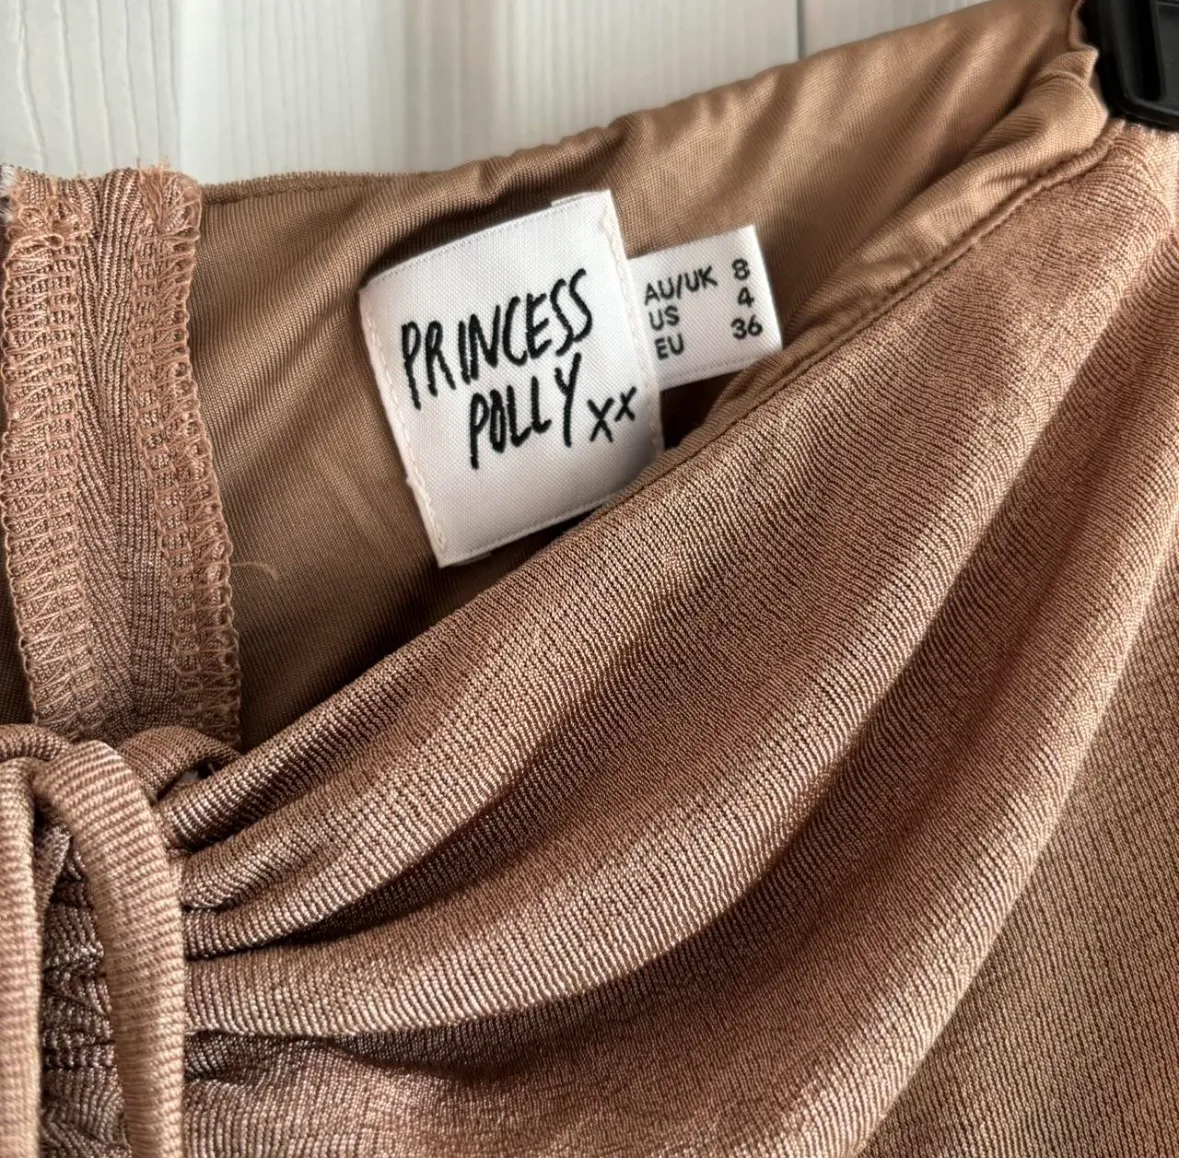 PRINCESS
POLLY xx
AU/UK 8
US 4
EU 36